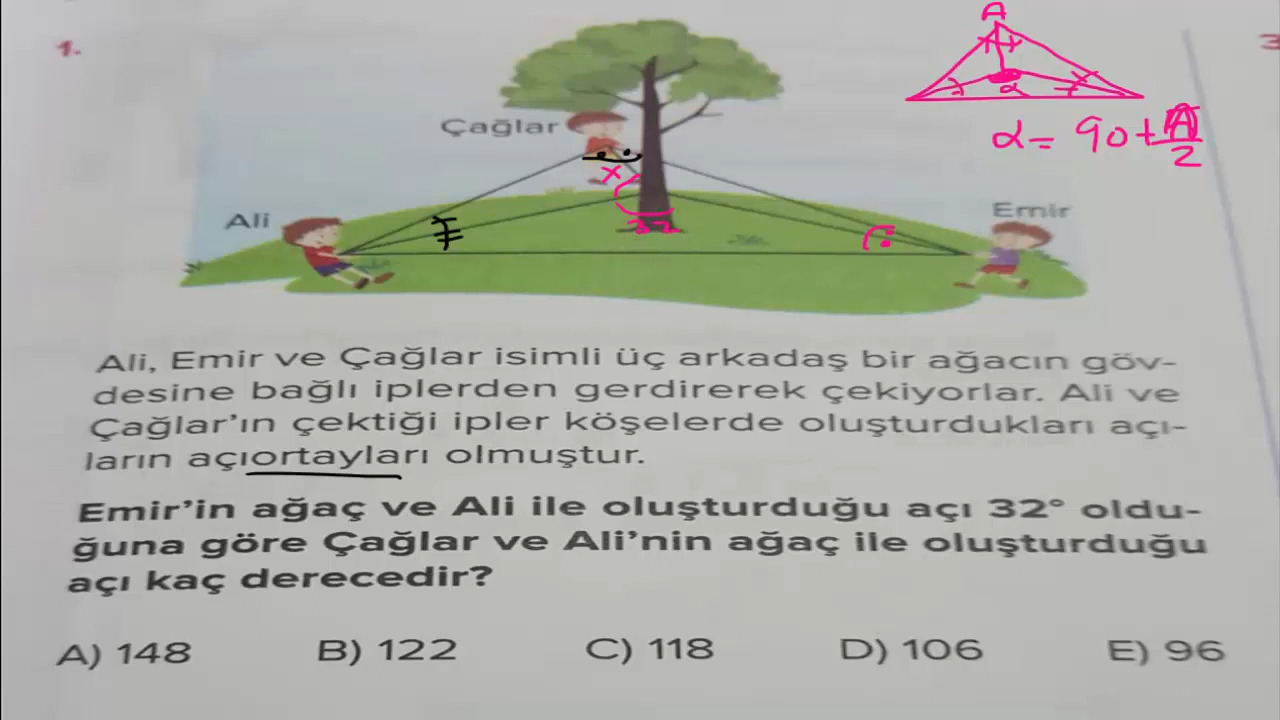 1.
3
A
α
α = 90 + A/2
Çağlar
x
Ali
Emir
32
Ali, Emir ve Çağlar isimli üç arkadaş bir ağacın göv-
desine bağlı iplerden gerdirerek çekiyorlar. Ali ve
Çağlar'ın çektiği ipler köşelerde oluşturdukları açı-
ların açıortayları olmuştur.
Emir'in ağaç ve Ali ile oluşturduğu açı 32° oldu-
ğuna göre Çağlar ve Ali'nin ağaç ile oluşturduğu
açı kaç derecedir?
A) 148 B) 122 C) 118 D) 106 E) 96